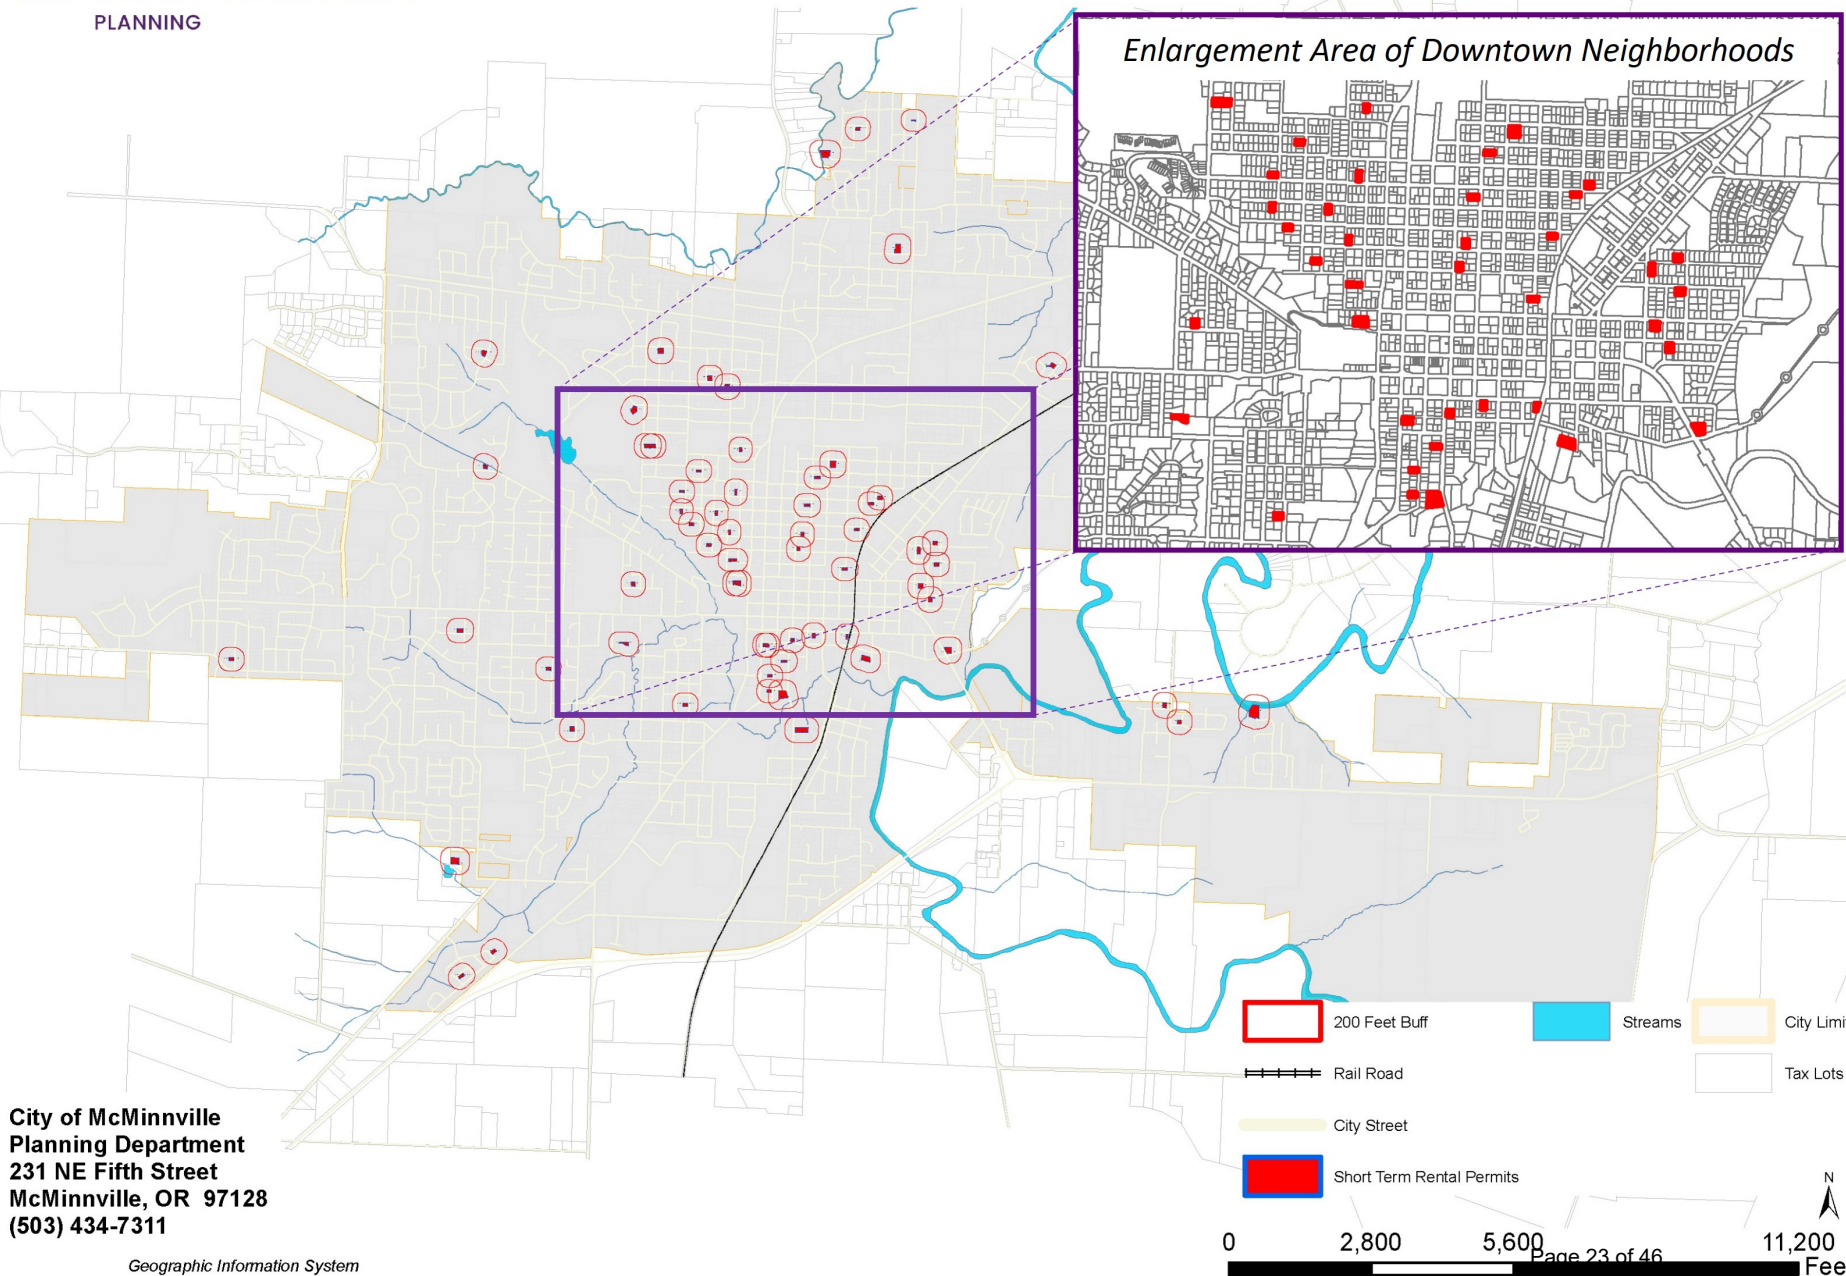 PLANNING
Enlargement Area of Downtown Neighborhoods
200 Feet Buff
Streams
City Limi
Rail Road
Tax Lots
City Street
Short Term Rental Permits
City of McMinnville
Planning Department
231 NE Fifth Street
McMinnville, OR 97128
(503) 434-7311
Geographic Information System
N
0 2,800 5,600 11,200
Page 23 of 46
Fee